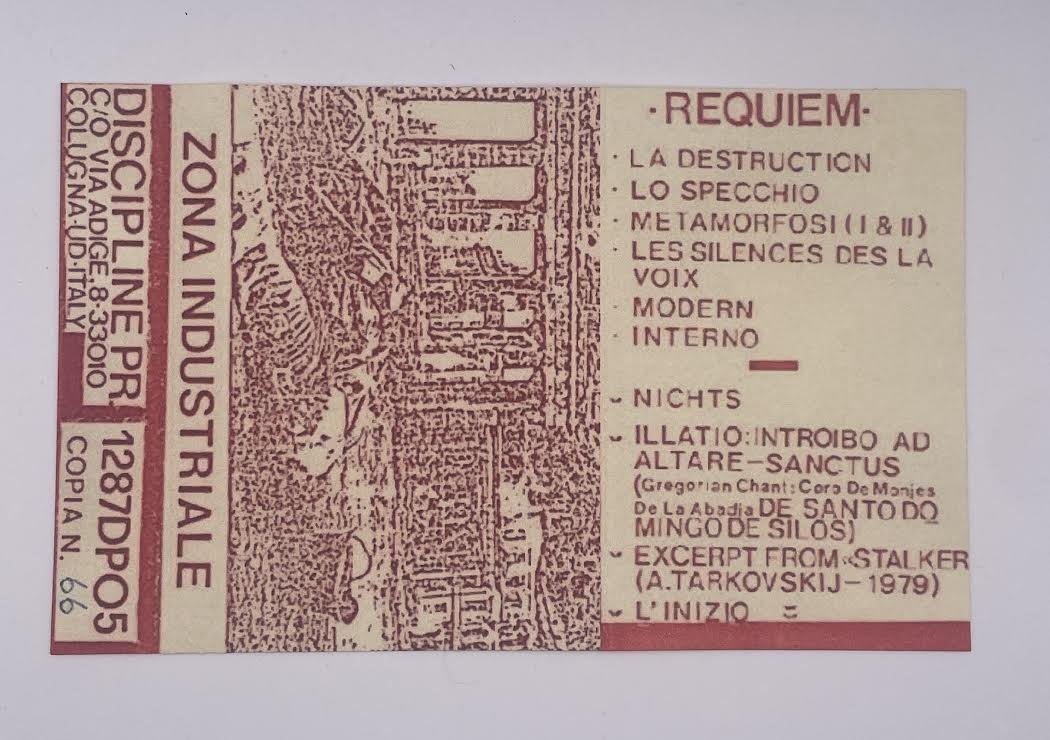 DISCIPLINE PR.
C/O VIA ADIGE 8-33010
COLUGNA-UD-ITALY
1287DPO5
COPIA N. 66
ZONA INDUSTRIALE
·REQUIEM·
· LA DESTRUCTION
· LO SPECCHIO
· METAMORFOSI (I & II)
· LES SILENCES DES LA
VOIX
· MODERN
· INTERNO
- NICHTS
- ILLATIO:INTROIBO AD
ALTARE-SANCTUS
(Gregorian Chant: Coro De Monjes
De La Abadia DE SANTO DO
MINGO DE SILOS)
- EXCERPT FROM «STALKER
(A.TARKOVSKIJ-1979)
- L'INIZIO =